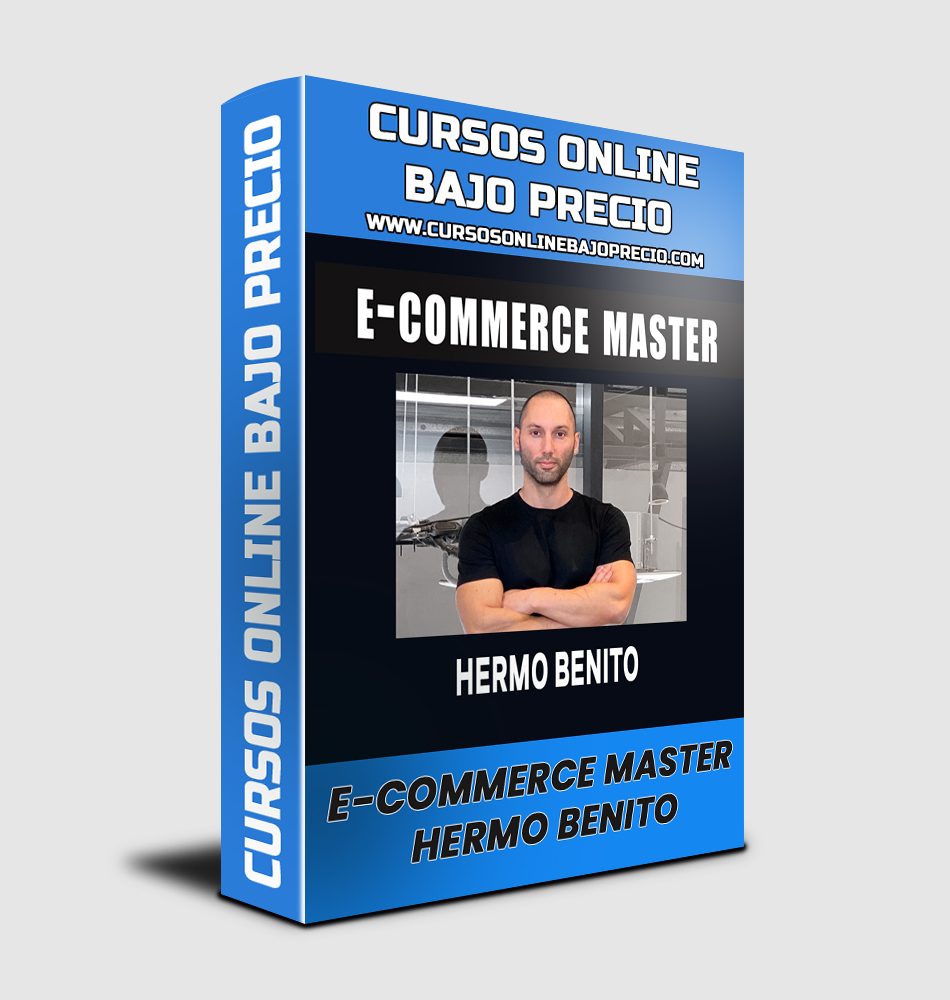 CURSOS ONLINE BAJO PRECIO
CURSOS ONLINE
BAJO PRECIO
WWW.CURSOSONLINEBAJOPRECIO.COM
E-COMMERCE MASTER
HERMO BENITO
E-COMMERCE MASTER
HERMO BENITO